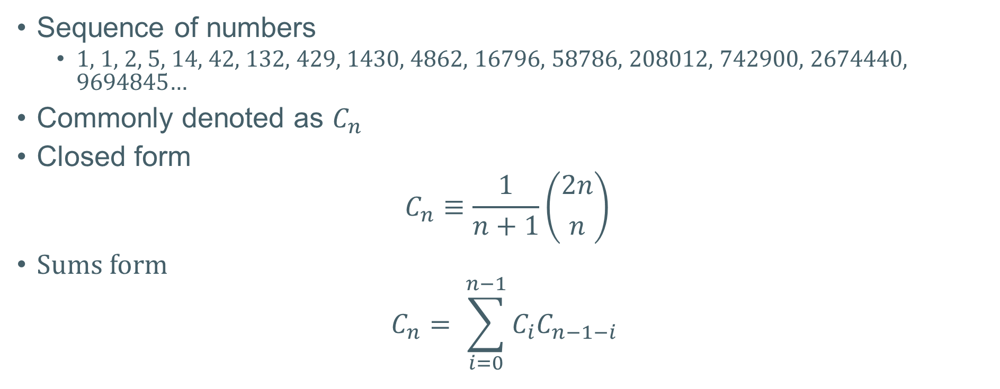 • Sequence of numbers
• 1, 1, 2, 5, 14, 42, 132, 429, 1430, 4862, 16796, 58786, 208012, 742900, 2674440,
9694845…
• Commonly denoted as $C_n$
• Closed form
$C_n \equiv \frac{1}{n+1} \binom{2n}{n}$
• Sums form
$C_n = \sum_{i=0}^{n-1} C_i C_{n-1-i}$